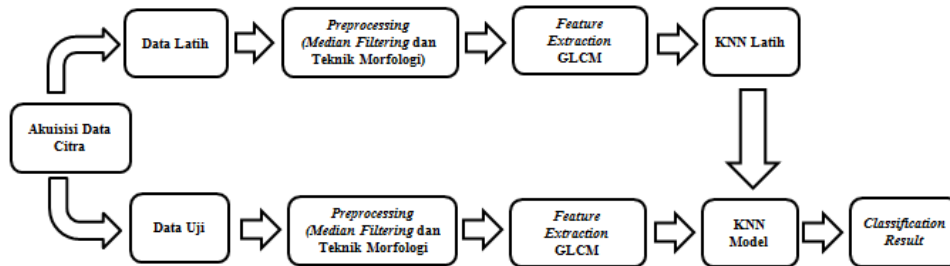 Data Latih
Preprocessing
(Median Filtering dan
Teknik Morfologi)
Feature
Extraction
GLCM
KNN Latih
Akuisisi Data
Citra
Data Uji
Preprocessing
(Median Filtering dan
Teknik Morfologi
Feature
Extraction
GLCM
KNN
Model
Classification
Result